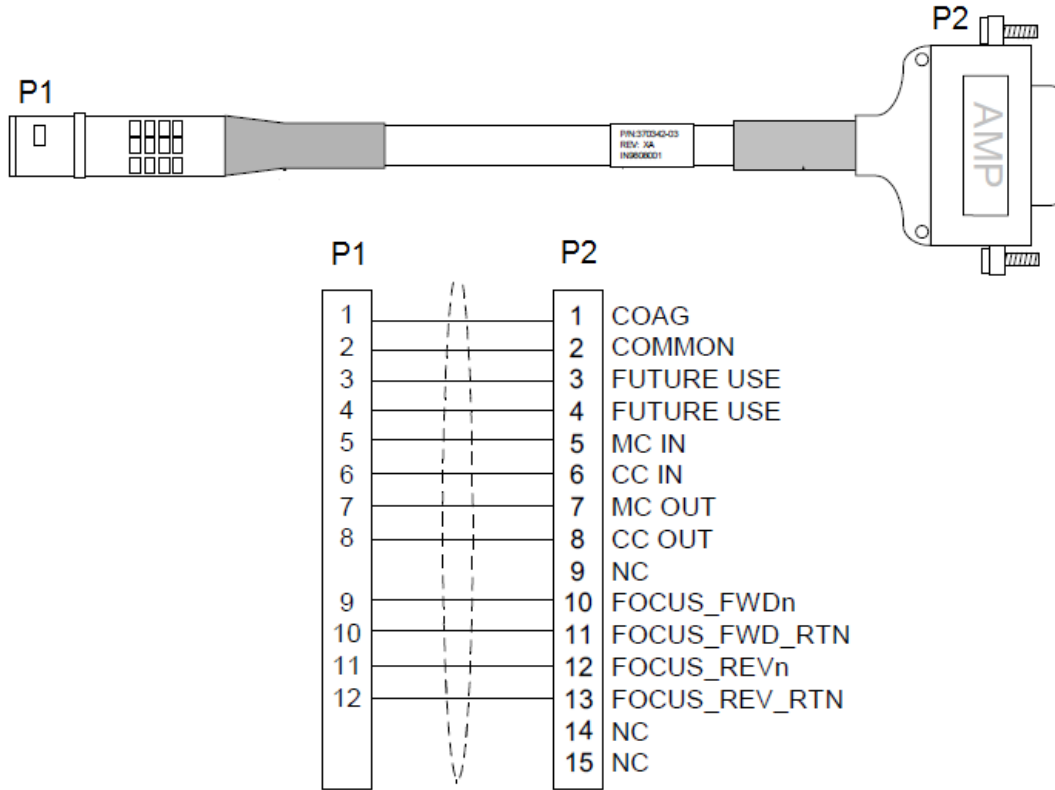 P1
P2
P/N:370342-03
REV: XA
IN9608001
AMP
P1 P2
1 1 COAG
2 2 COMMON
3 3 FUTURE USE
4 4 FUTURE USE
5 5 MC IN
6 6 CC IN
7 7 MC OUT
8 8 CC OUT
9 NC
9 10 FOCUS_FWDn
10 11 FOCUS_FWD_RTN
11 12 FOCUS_REVn
12 13 FOCUS_REV_RTN
14 NC
15 NC